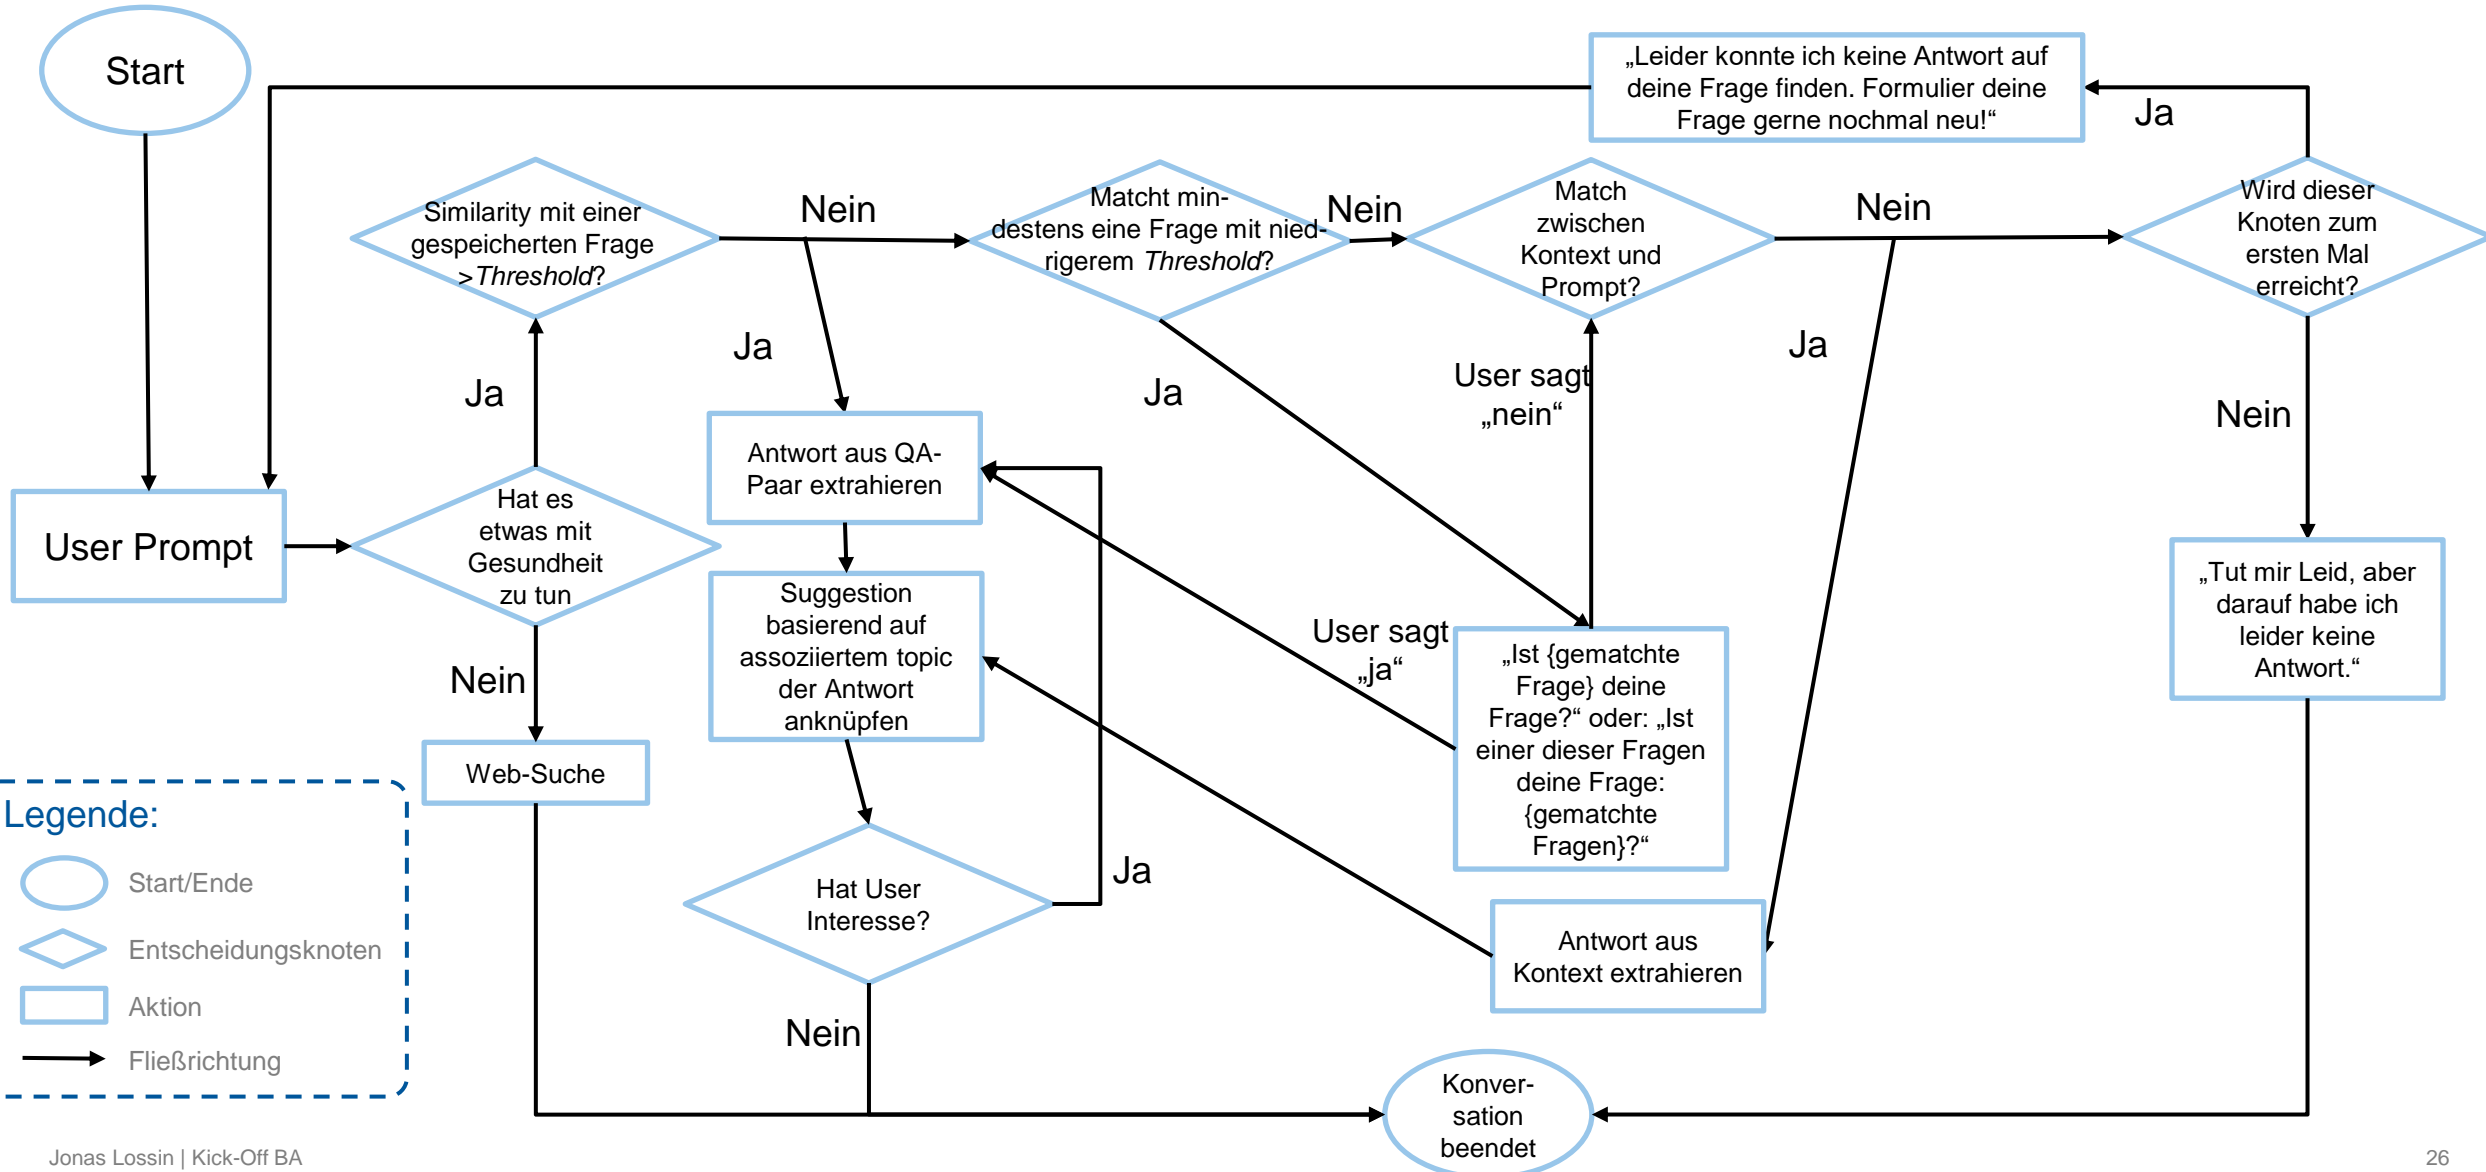 Start
„Leider konnte ich keine Antwort auf
deine Frage finden. Formulier deine
Frage gerne nochmal neu!“
Ja
Similarity mit einer
gespeicherten Frage
>Threshold?
Nein
Matcht min-
destens eine Frage mit nied-
rigerem Threshold?
Nein
Match
zwischen
Kontext und
Prompt?
Nein
Wird dieser
Knoten zum
ersten Mal
erreicht?
Ja
Ja
Ja
User sagt
„nein“
Ja
Nein
User Prompt
Hat es
etwas mit
Gesundheit
zu tun
Antwort aus QA-
Paar extrahieren
Suggestion
basierend auf
assoziiertem topic
der Antwort
anknüpfen
User sagt
„ja“
„Ist {gematchte
Frage} deine
Frage?“ oder: „Ist
einer dieser Fragen
deine Frage:
{gematchte
Fragen}?“
„Tut mir Leid, aber
darauf habe ich
leider keine
Antwort.“
Nein
Web-Suche
Hat User
Interesse?
Ja
Antwort aus
Kontext extrahieren
Nein
Konver-
sation
beendet
Legende:
Start/Ende
Entscheidungsknoten
Aktion
Fließrichtung
Jonas Lossin | Kick-Off BA
26